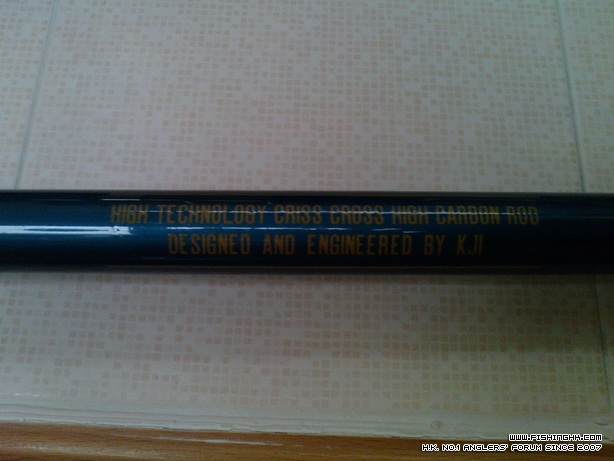 HIGH TECHNOLOGY CRISS CROSS HIGH CARBON ROD
DESIGNED AND ENGINEERED BY KJI
WWW.FISHINGHK.COM
H.K. NO.1 ANGLERS' FORUM SINCE 2007